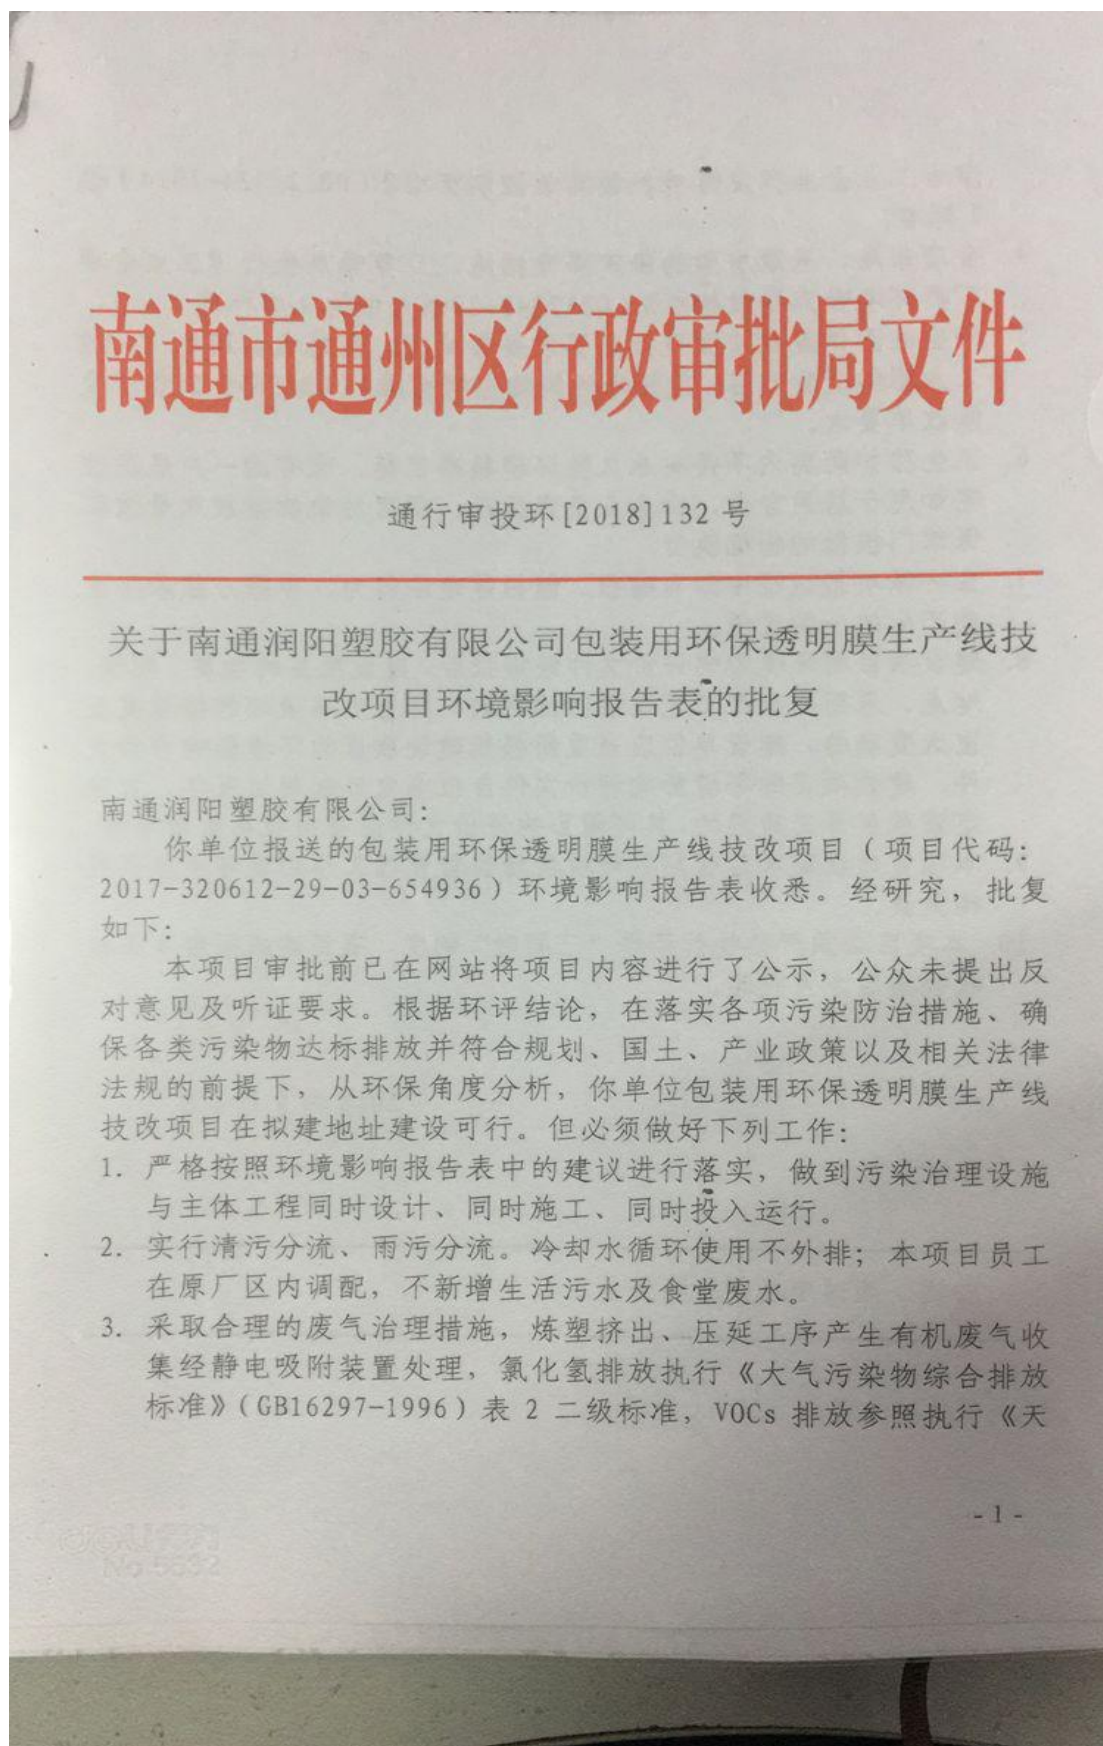 南通市通州区行政审批局文件
通行审投环[2018]132号
关于南通润阳塑胶有限公司包装用环保透明膜生产线技
改项目环境影响报告表的批复
南通润阳塑胶有限公司：
你单位报送的包装用环保透明膜生产线技改项目（项目代码：
2017-320612-29-03-654936）环境影响报告表收悉。经研究，批复
如下：
本项目审批前已在网站将项目内容进行了公示，公众未提出反
对意见及听证要求。根据环评结论，在落实各项污染防治措施、确
保各类污染物达标排放并符合规划、国土、产业政策以及相关法律
法规的前提下，从环保角度分析，你单位包装用环保透明膜生产线
技改项目在拟建地址建设可行。但必须做好下列工作：
1. 严格按照环境影响报告表中的建议进行落实，做到污染治理设施
与主体工程同时设计、同时施工、同时投入运行。
2. 实行清污分流、雨污分流。冷却水循环使用不外排；本项目员工
在原厂区内调配，不新增生活污水及食堂废水。
3. 采取合理的废气治理措施，炼塑挤出、压延工序产生有机废气收
集经静电吸附装置处理，氯化氢排放执行《大气污染物综合排放
标准》（GB16297-1996）表 2 二级标准，VOCs 排放参照执行《天
- 1 -